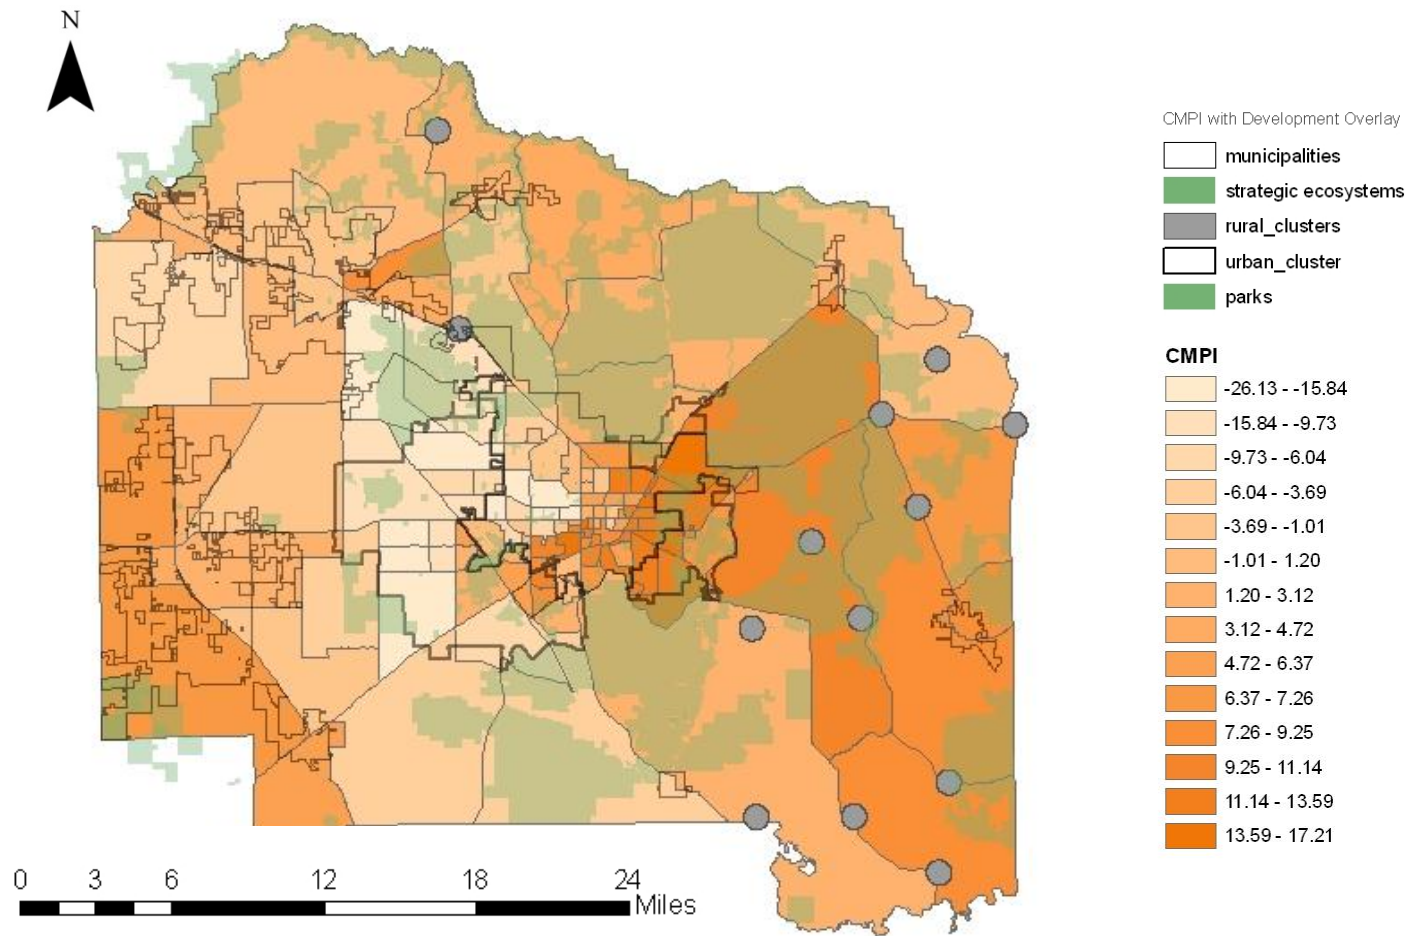 N
CMPI with Development Overlay
municipalities
strategic ecosystems
rural_clusters
urban_cluster
parks
CMPI
-26.13 - -15.84
-15.84 - -9.73
-9.73 - -6.04
-6.04 - -3.69
-3.69 - -1.01
-1.01 - 1.20
1.20 - 3.12
3.12 - 4.72
4.72 - 6.37
6.37 - 7.26
7.26 - 9.25
9.25 - 11.14
11.14 - 13.59
13.59 - 17.21
0 3 6 12 18 24
Miles